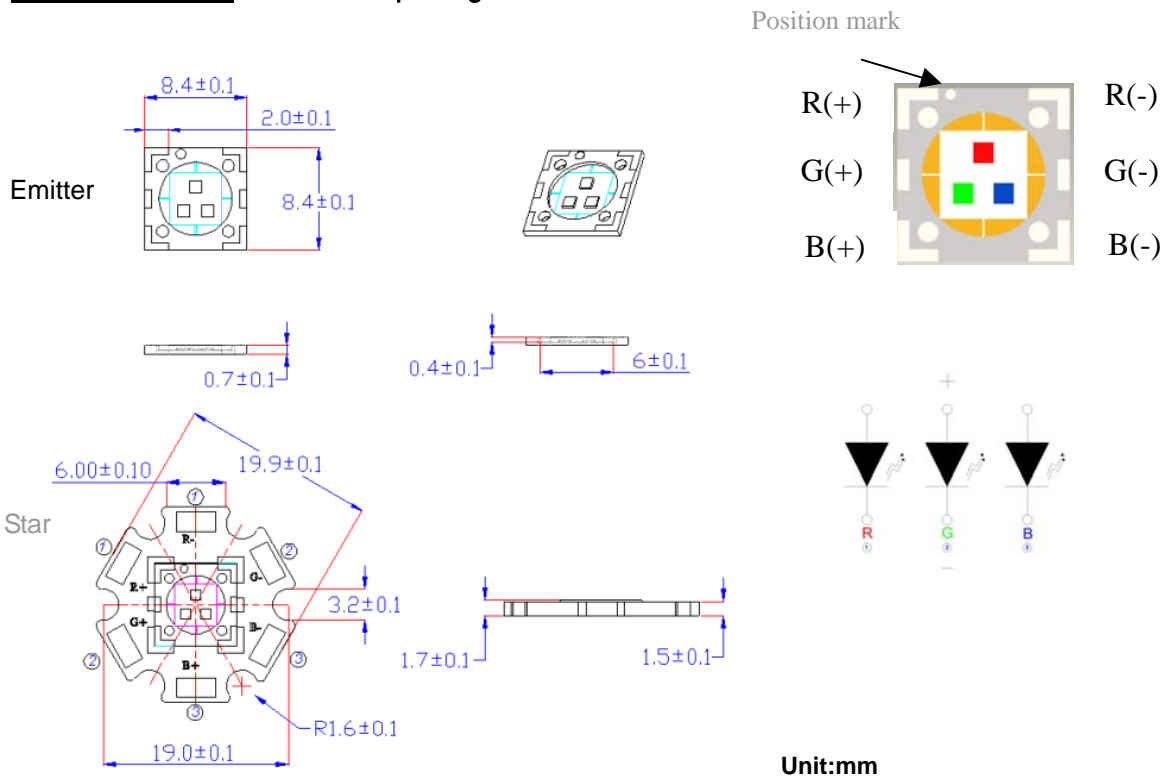 Position mark
8.4±0.1
2.0±0.1
Emitter
8.4±0.1
R(+) R(-)
G(+) G(-)
B(+) B(-)
0.7±0.1
0.4±0.1
6±0.1
+
R G B
① ② ③
−
Star
6.00±0.10
19.9±0.1
①
R-
①
②
R+
G-
3.2±0.1
G+
B-
②
B+
③
③
R1.6±0.1
19.0±0.1
1.7±0.1
1.5±0.1
Unit:mm